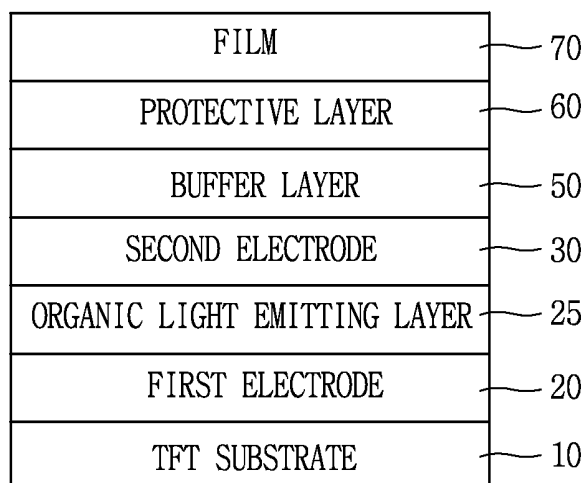 FILM 70
PROTECTIVE LAYER 60
BUFFER LAYER 50
SECOND ELECTRODE 30
ORGANIC LIGHT EMITTING LAYER 25
FIRST ELECTRODE 20
TFT SUBSTRATE 10